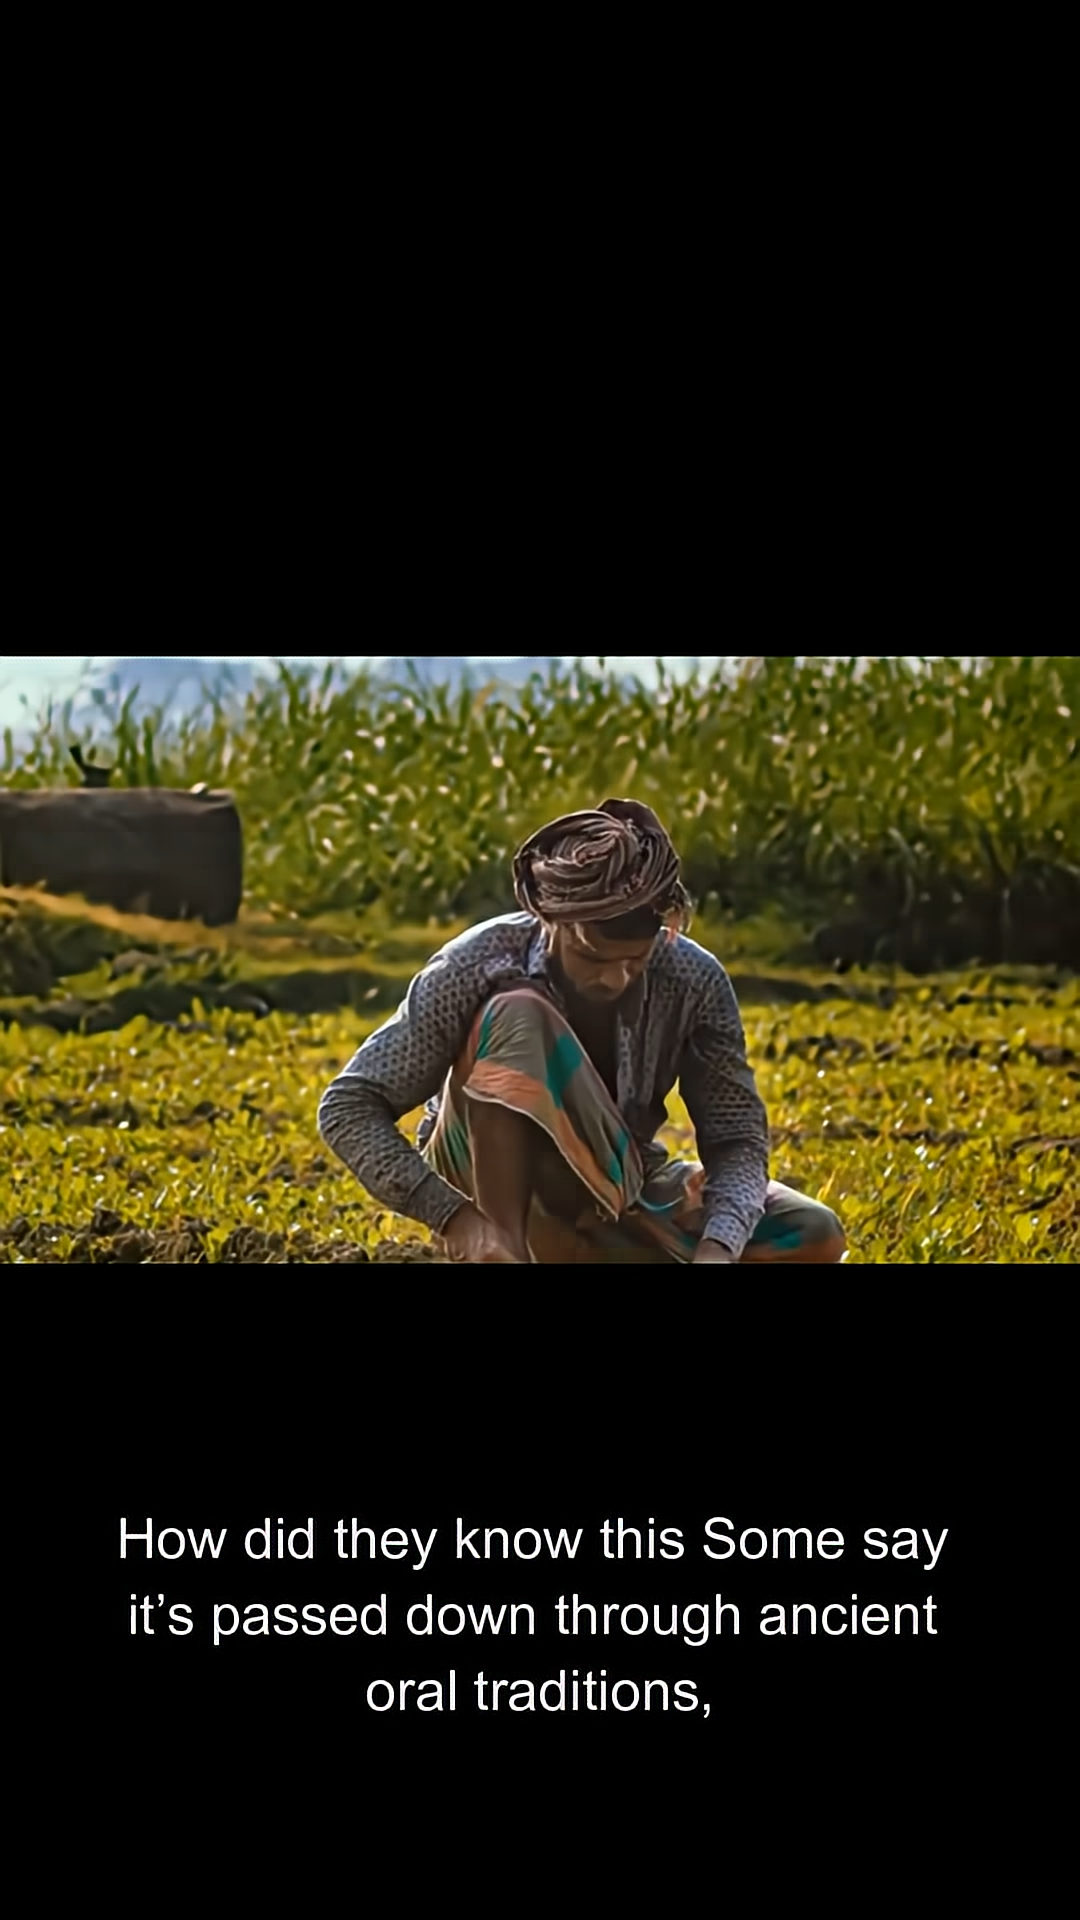 How did they know this Some say
it’s passed down through ancient
oral traditions,